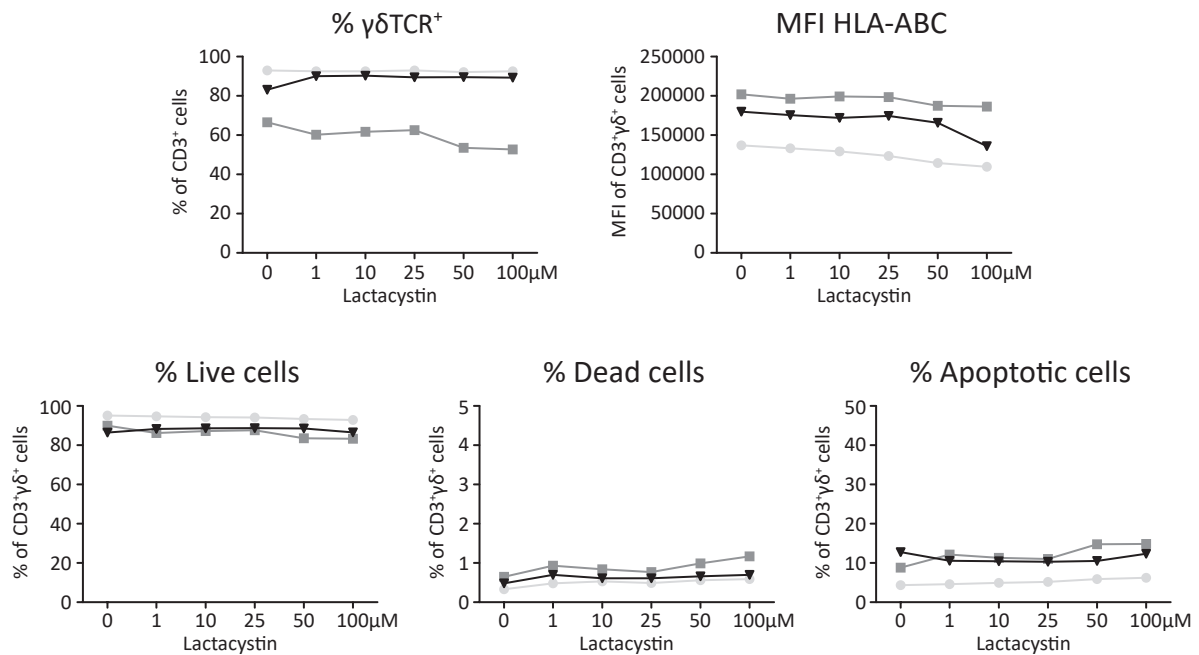 % γδTCR⁺
% of CD3⁺ cells
100
80
60
40
20
0
0 1 10 25 50 100μM
Lactacystin
MFI HLA-ABC
MFI of CD3⁺γδ⁺ cells
250000
200000
150000
100000
50000
0
0 1 10 25 50 100μM
Lactacystin
% Live cells
% of CD3⁺γδ⁺ cells
100
80
60
40
20
0
0 1 10 25 50 100μM
Lactacystin
% Dead cells
% of CD3⁺γδ⁺ cells
5
4
3
2
1
0
0 1 10 25 50 100μM
Lactacystin
% Apoptotic cells
% of CD3⁺γδ⁺ cells
50
40
30
20
10
0
0 1 10 25 50 100μM
Lactacystin